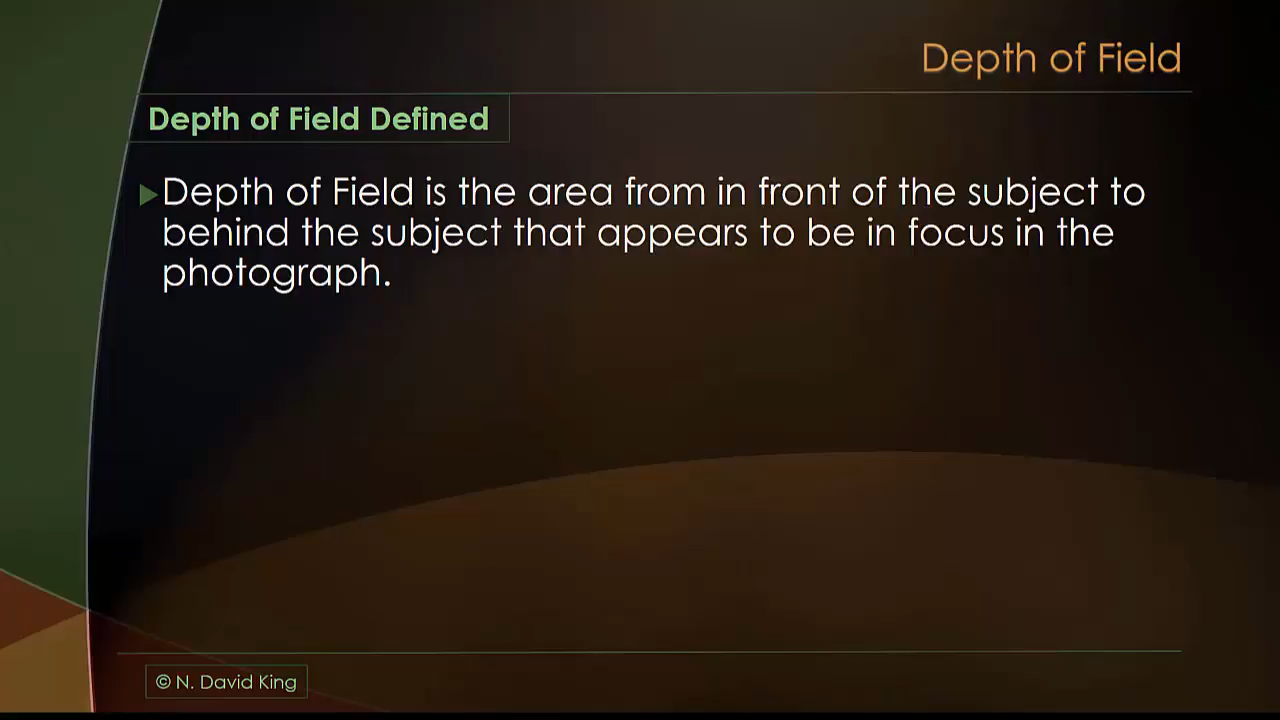 Depth of Field
Depth of Field Defined
Depth of Field is the area from in front of the subject to
behind the subject that appears to be in focus in the
photograph.
© N. David King